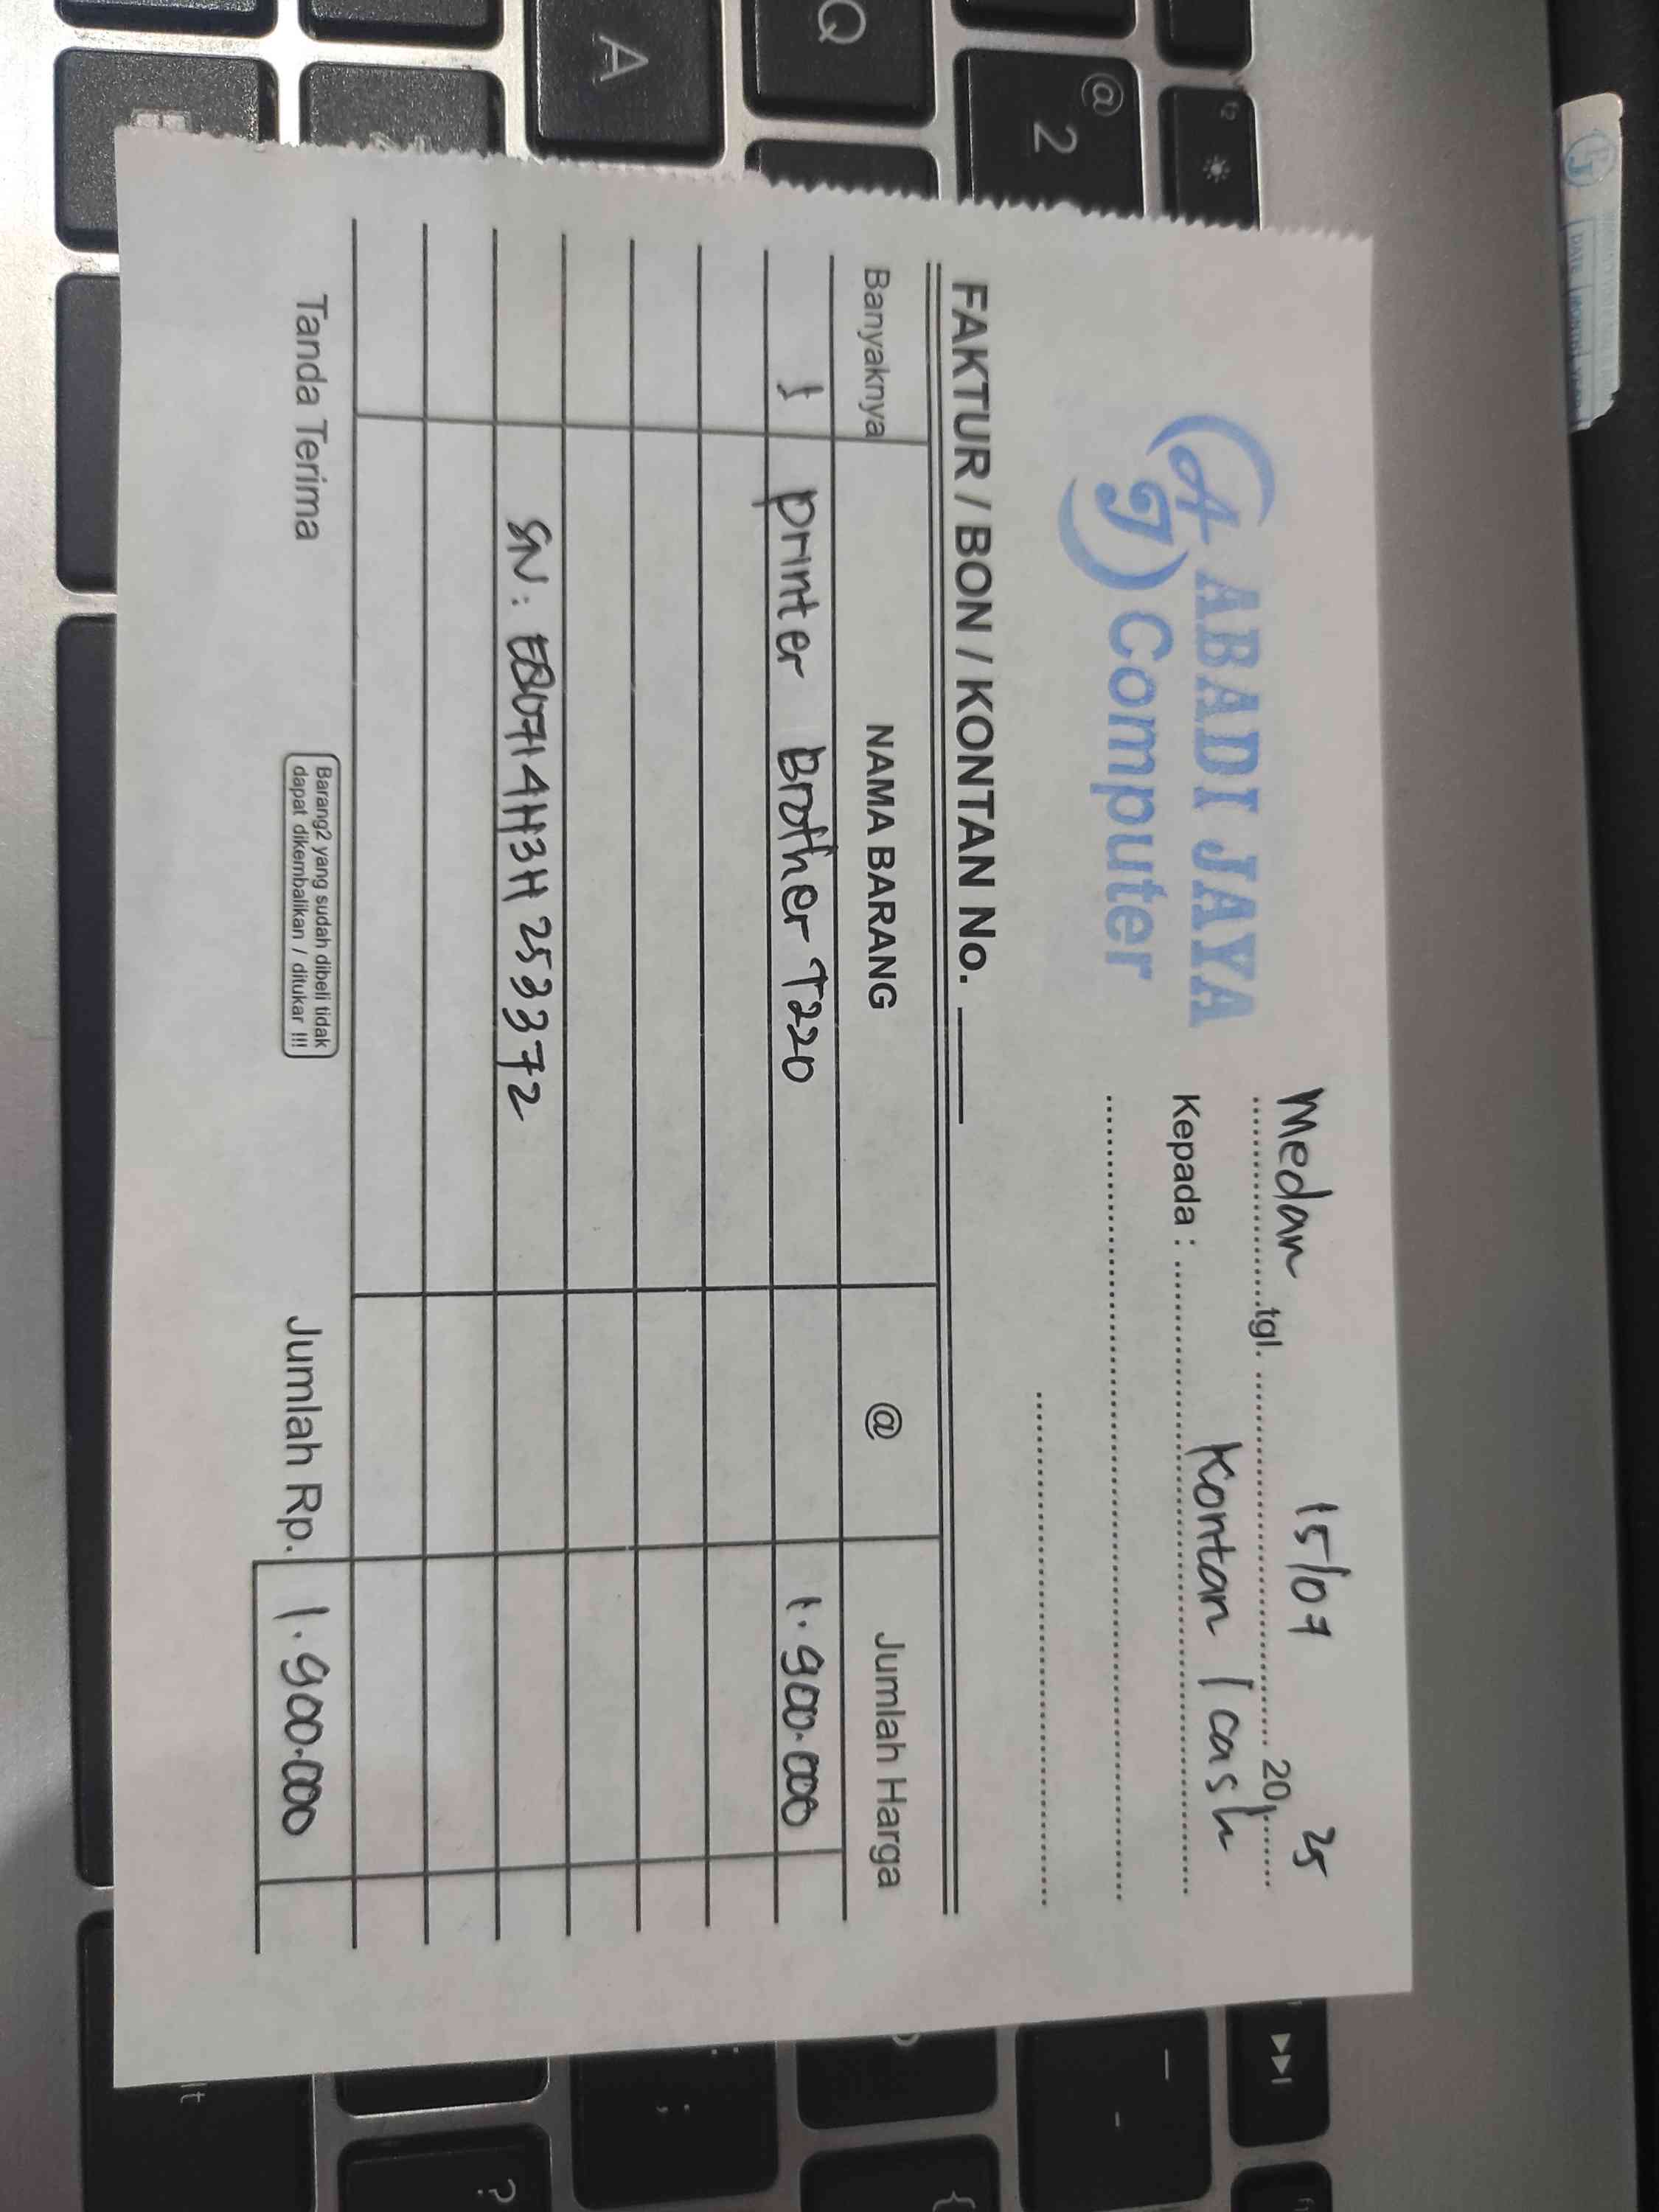 ABADI JAYA
AJ Computer
Medan tgl. 15/07 2025
Kepada : Kontan / cash
FAKTUR / BON / KONTAN No.
Banyaknya NAMA BARANG @ Jumlah Harga
1 Printer Brother T220 1.900.000
SN: E80714H3H253372
Tanda Terima
Barang2 yang sudah dibeli tidak
dapat dikembalikan / ditukar !!!
Jumlah Rp. 1.900.000
A
Q
@
2
;
?
{
-